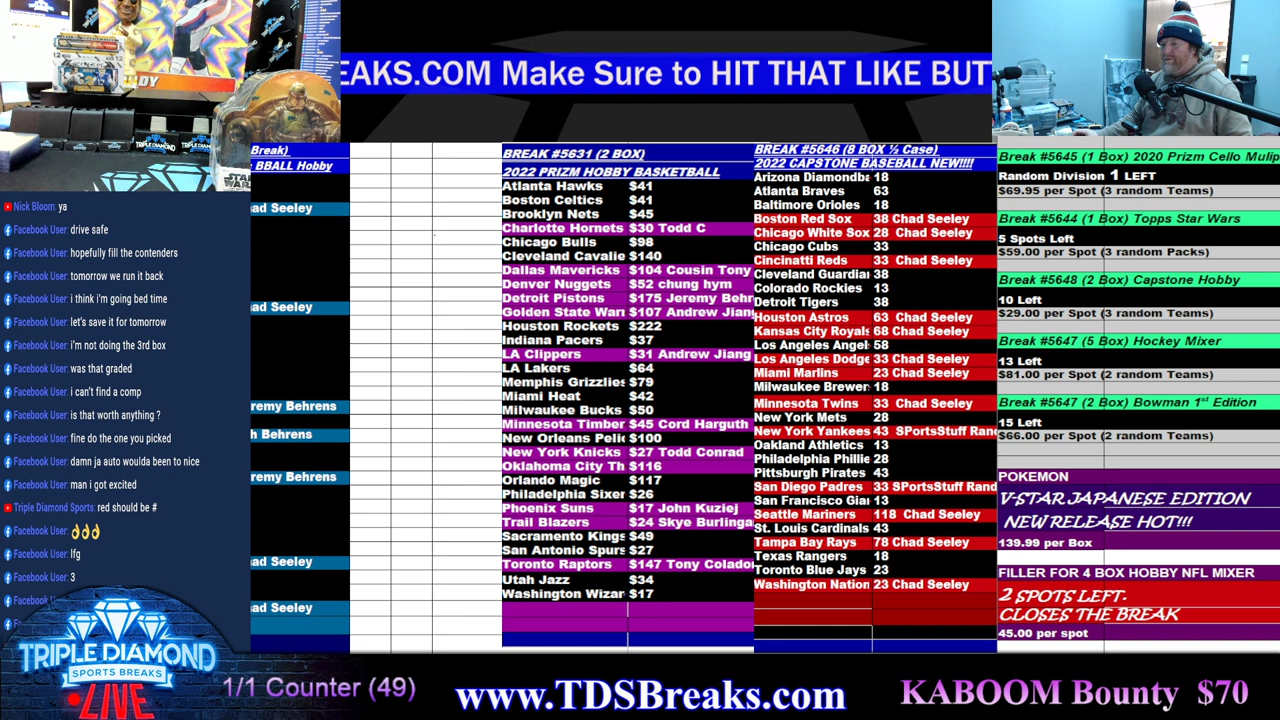 EAKS.COM Make Sure to HIT THAT LIKE BUT
DY
STAR
WARS
Nick Bloom: ya
Facebook User: drive safe
Facebook User: hopefully fill the contenders
Facebook User: tomorrow we run it back
Facebook User: i think i'm going bed time
Facebook User: let's save it for tomorrow
Facebook User: i'm not doing the 3rd box
Facebook User: was that graded
Facebook User: i can't find a comp
Facebook User: is that worth anything ?
Facebook User: fine do the one you picked
Facebook User: damn ja auto woulda been to nice
Facebook User: man i got excited
Triple Diamond Sports: red should be #
Facebook User: 👌👌👌
Facebook User: lfg
Facebook User: 3
Break)
BBALL Hobby
ad Seeley
ad Seeley
remy Behrens
h Behrens
remy Behrens
ad Seeley
ad Seeley
BREAK #5631 (2 BOX)
2022 PRIZM HOBBY BASKETBALL
Atlanta Hawks $41
Boston Celtics $41
Brooklyn Nets $45
Charlotte Hornets $30 Todd C
Chicago Bulls $98
Cleveland Cavalie $140
Dallas Mavericks $104 Cousin Tony
Denver Nuggets $52 chung hym
Detroit Pistons $175 Jeremy Behr
Golden State Warr $107 Andrew Jiang
Houston Rockets $222
Indiana Pacers $37
LA Clippers $31 Andrew Jiang
LA Lakers $64
Memphis Grizzlies $79
Miami Heat $42
Milwaukee Bucks $50
Minnesota Timber $45 Cord Harguth
New Orleans Pelic $100
New York Knicks $27 Todd Conrad
Oklahoma City Th $116
Orlando Magic $117
Philadelphia Sixer $26
Phoenix Suns $17 John Kuziej
Trail Blazers $24 Skye Burlinga
Sacramento Kings $49
San Antonio Spurs $27
Toronto Raptors $147 Tony Colado
Utah Jazz $34
Washington Wizar $17
BREAK #5646 (8 BOX ½ Case)
2022 CAPSTONE BASEBALL NEW!!!!
Arizona Diamondba 18
Atlanta Braves 63
Baltimore Orioles 18
Boston Red Sox 38 Chad Seeley
Chicago White Sox 28 Chad Seeley
Chicago Cubs 33
Cincinatti Reds 33 Chad Seeley
Cleveland Guardian 38
Colorado Rockies 13
Detroit Tigers 38
Houston Astros 63 Chad Seeley
Kansas City Royals 68 Chad Seeley
Los Angeles Angel 58
Los Angeles Dodge 33 Chad Seeley
Miami Marlins 23 Chad Seeley
Milwaukee Brewer 18
Minnesota Twins 33 Chad Seeley
New York Mets 28
New York Yankees 43 SPortsStuff Rand
Oakland Athletics 13
Philadelphia Phillie 28
Pittsburgh Pirates 43
San Diego Padres 33 SPortsStuff Rand
San Francisco Gian 13
Seattle Mariners 118 Chad Seeley
St. Louis Cardinals 43
Tampa Bay Rays 78 Chad Seeley
Texas Rangers 18
Toronto Blue Jays 23
Washington Nation 23 Chad Seeley
Break #5645 (1 Box) 2020 Prizm Cello Mulip
Random Division 1 LEFT
$69.95 per Spot (3 random Teams)
Break #5644 (1 Box) Topps Star Wars
5 Spots Left
$59.00 per Spot (3 random Packs)
Break #5648 (2 Box) Capstone Hobby
10 Left
$29.00 per Spot (3 random Teams)
Break #5647 (5 Box) Hockey Mixer
13 Left
$81.00 per Spot (2 random Teams)
Break #5647 (2 Box) Bowman 1st Edition
15 Left
$66.00 per Spot (2 random Teams)
POKEMON
V-STAR JAPANESE EDITION
NEW RELEASE HOT!!!
139.99 per Box
FILLER FOR 4 BOX HOBBY NFL MIXER
2 SPOTS LEFT.
CLOSES THE BREAK
45.00 per spot
TRIPLE DIAMOND
SPORTS BREAKS
LIVE
1/1 Counter (49)
www.TDSBreaks.com
KABOOM Bounty $70